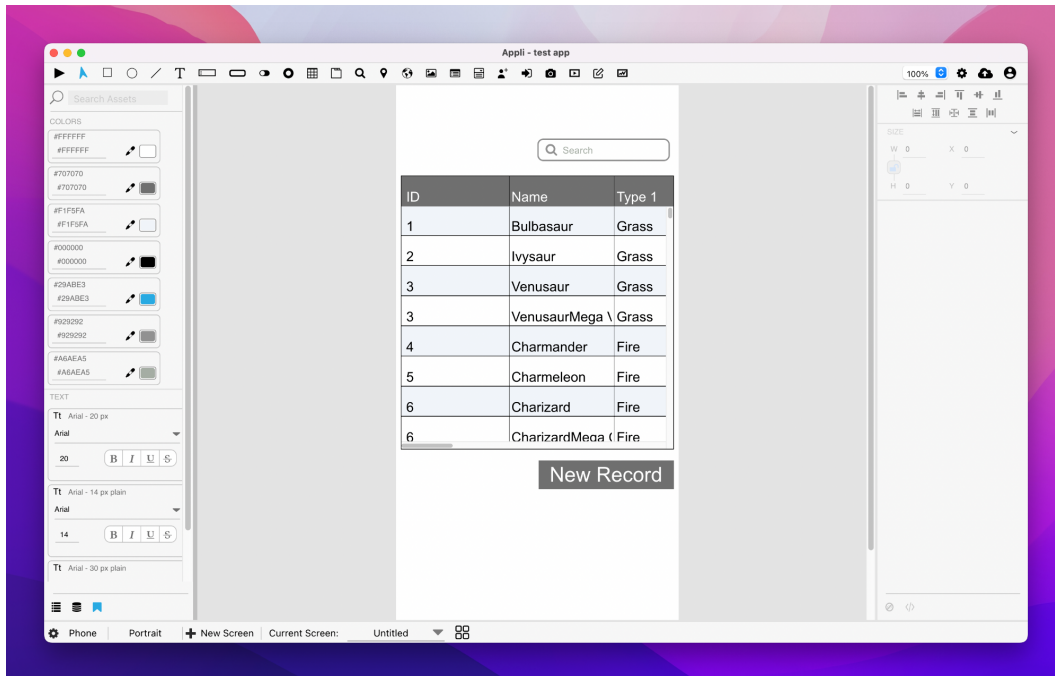 Appli - test app
T
100%
Search Assets
COLORS
#FFFFFF
#FFFFFF
#707070
#707070
#F1F5FA
#F1F5FA
#000000
#000000
#29ABE3
#29ABE3
#929292
#929292
#A6AEA5
#A6AEA5
TEXT
Tt Arial - 20 px
Arial
20 B I U S
Tt Arial - 14 px plain
Arial
14 B I U S
Tt Arial - 30 px plain
Search
ID Name Type 1
1 Bulbasaur Grass
2 Ivysaur Grass
3 Venusaur Grass
3 VenusaurMega Grass
4 Charmander Fire
5 Charmeleon Fire
6 Charizard Fire
6 CharizardMega Fire
New Record
SIZE
W 0 X 0
H 0 Y 0
Phone Portrait New Screen Current Screen: Untitled